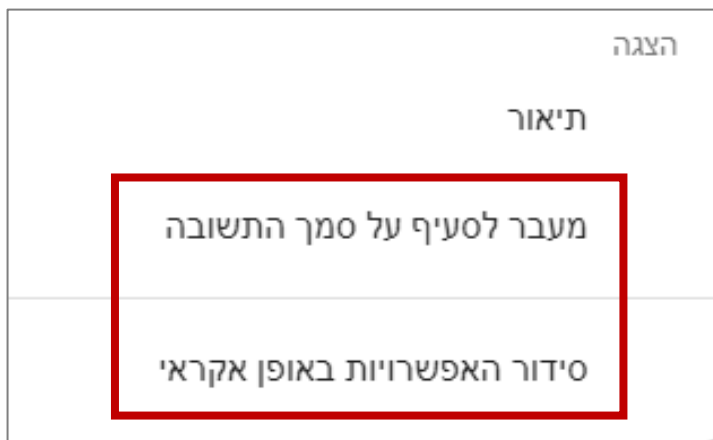 הצגה
תיאור
מעבר לסעיף על סמך התשובה
סידור האפשרויות באופן אקראי